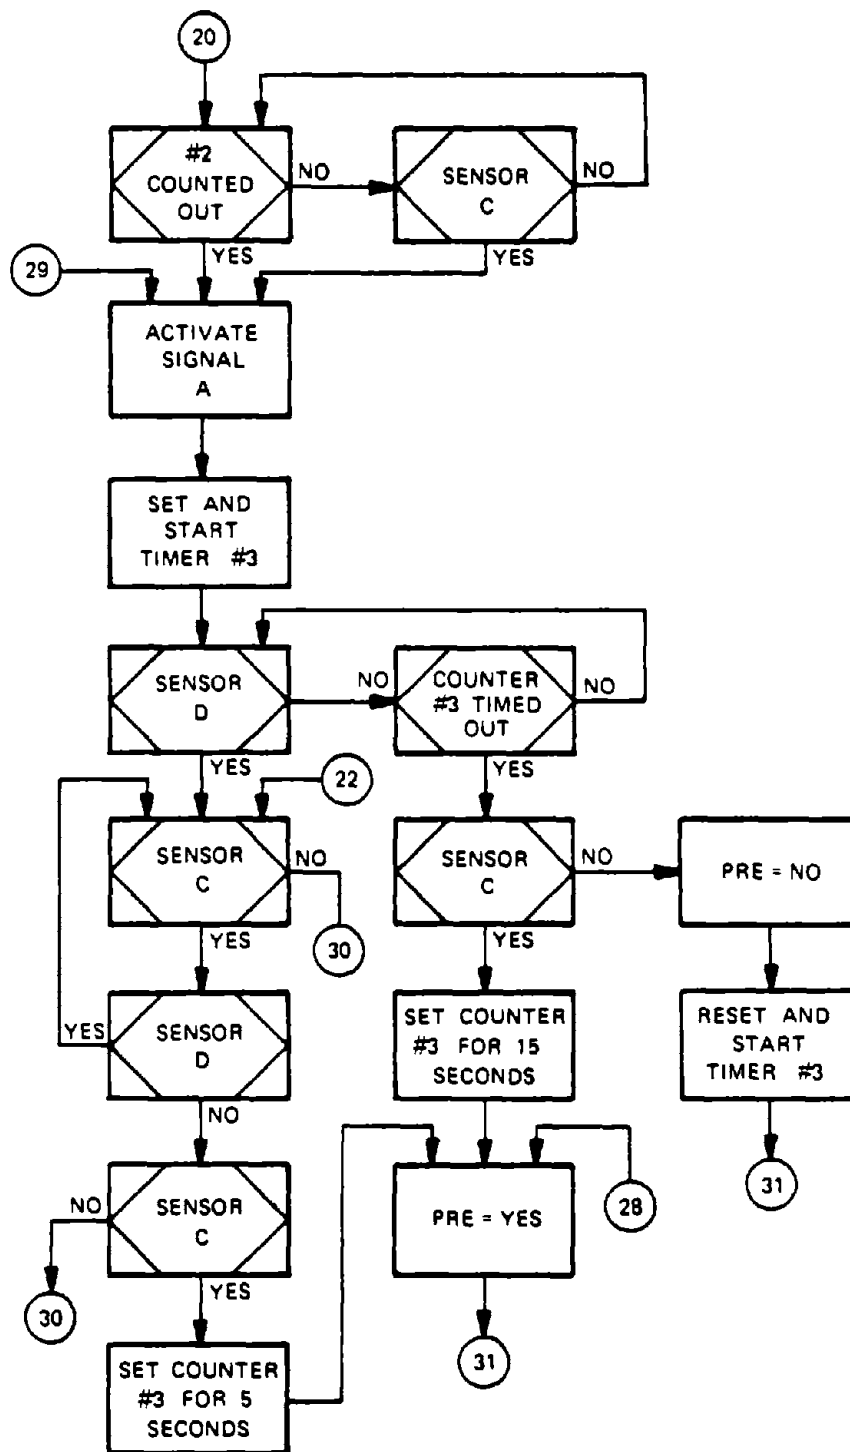 20
#2
COUNTED
OUT
NO
SENSOR
C
NO
YES
YES
29
ACTIVATE
SIGNAL
A
SET AND
START
TIMER #3
SENSOR
D
NO
COUNTER
#3 TIMED
OUT
NO
YES
YES
22
SENSOR
C
NO
30
SENSOR
C
NO
PRE = NO
YES
YES
YES
SENSOR
D
SET COUNTER
#3 FOR 15
SECONDS
RESET AND
START
TIMER #3
NO
NO
SENSOR
C
PRE = YES
28
31
YES
30
31
SET COUNTER
#3 FOR 5
SECONDS